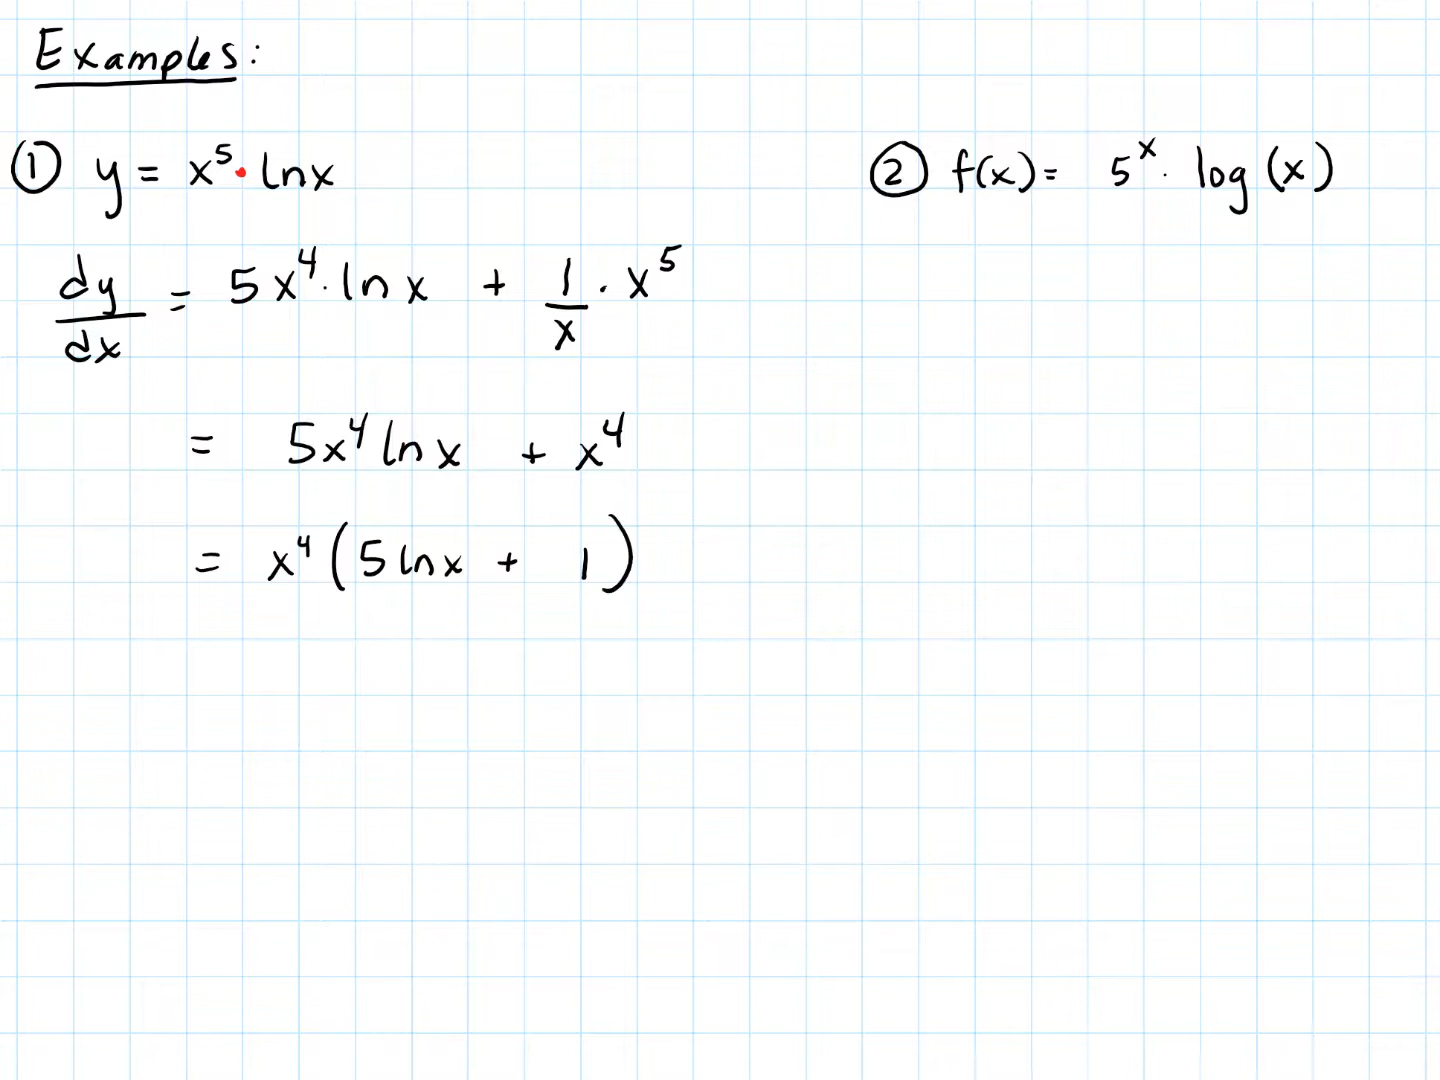 Examples:
① y = x⁵ · ln x
dy/dx = 5x⁴ · ln x + 1/x · x⁵
= 5x⁴ ln x + x⁴
= x⁴ (5 ln x + 1)
② f(x) = 5ˣ · log (x)